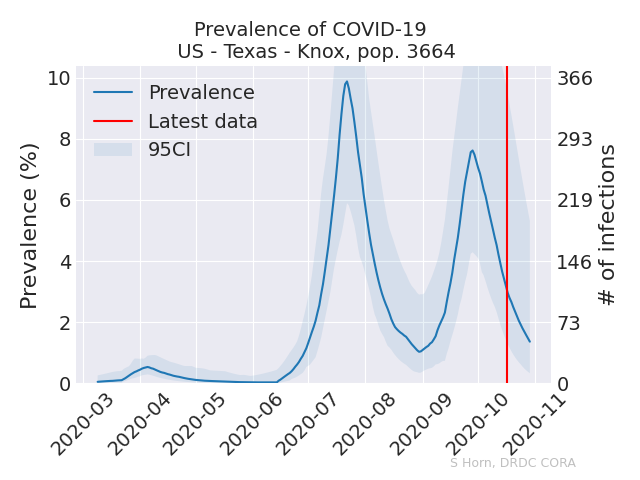 Prevalence of COVID-19
US - Texas - Knox, pop. 3664
Prevalence
Latest data
95CI
Prevalence (%)
10
8
6
4
2
0
366
293
219
146
73
0
# of infections
2020-03
2020-04
2020-05
2020-06
2020-07
2020-08
2020-09
2020-10
2020-11
S Horn, DRDC CORA